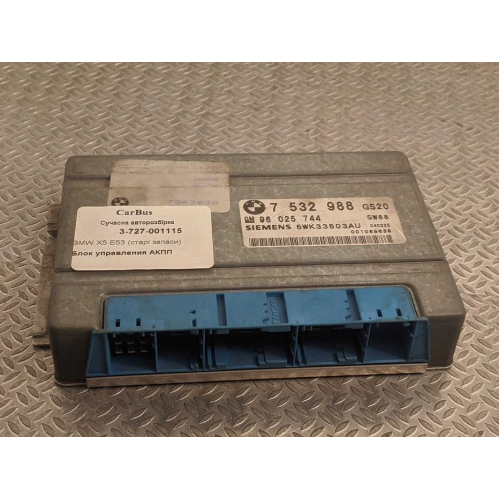 CarBus
Сучасна авторозбірка
3-727-001115
BMW X5 E53 (старі запаси)
Блок управления АКПП
7 532 988 GS20
GM 96 025 744 SW88
SIEMENS 5WK33503AU